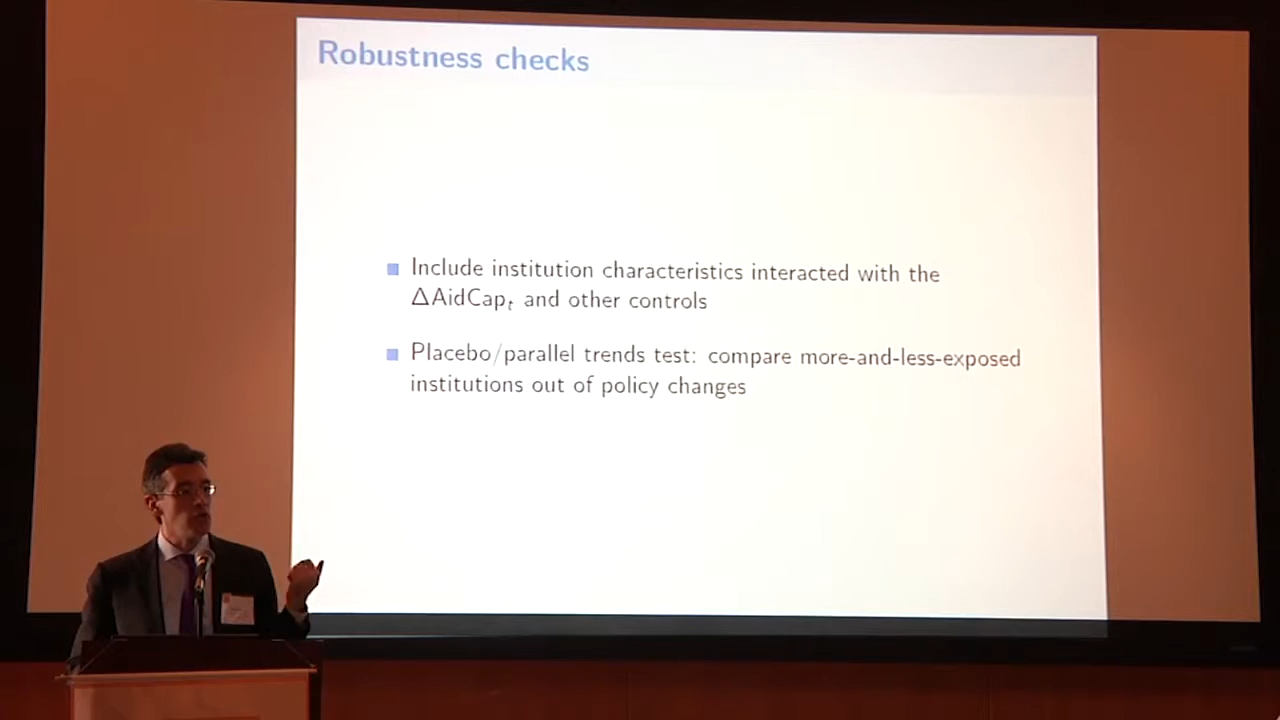 Robustness checks
Include institution characteristics interacted with the
ΔAidCapₜ and other controls
Placebo/parallel trends test: compare more-and-less-exposed
institutions out of policy changes